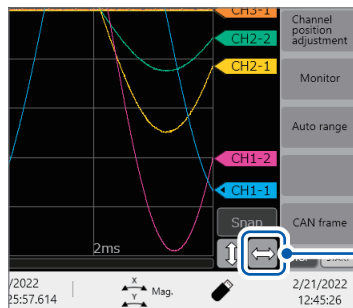 CH3-1
Channel
position
adjustment
CH2-2
CH2-1
Monitor
Auto range
CH1-2
CH1-1
Snap
CAN frame
2ms
/2022
25:57.614
X
Y
Mag.
2/21/2022
12:45:26